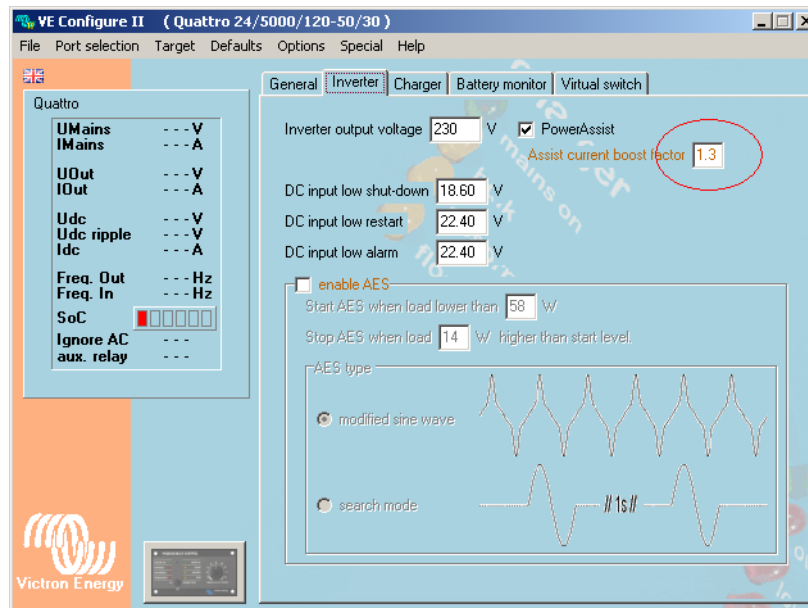 VE Configure II ( Quattro 24/5000/120-50/30 )
File Port selection Target Defaults Options Special Help
General Inverter Charger Battery monitor Virtual switch
Quattro
UMains - - - V
IMains - - - A
UOut - - - V
IOut - - - A
Udc - - - V
Udc ripple - - - V
Idc - - - A
Freq. Out - - - Hz
Freq. In - - - Hz
SoC
Ignore AC - - -
aux. relay - - -
Inverter output voltage 230 V PowerAssist
Assist current boost factor 1.3
DC input low shut-down 18.60 V
DC input low restart 22.40 V
DC input low alarm 22.40 V
enable AES
Start AES when load lower than 58 W
Stop AES when load 14 W higher than start level.
AES type
modified sine wave
search mode // 1s //
victron energy